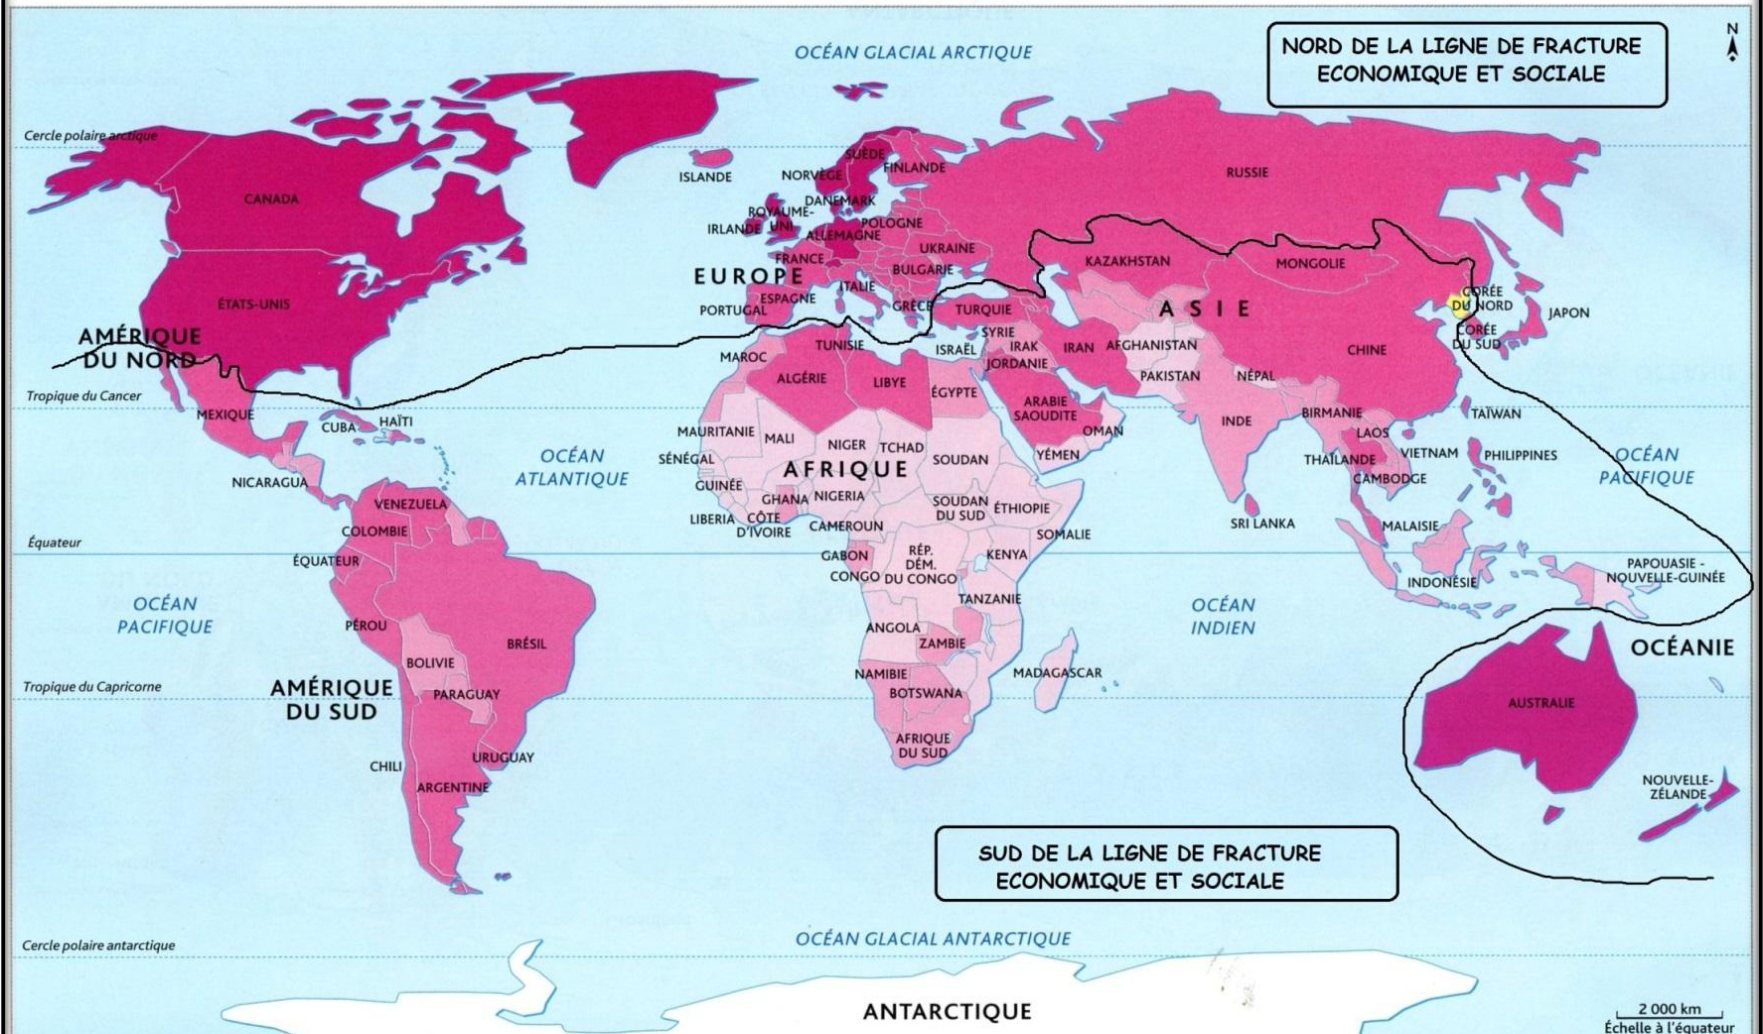 OCÉAN GLACIAL ARCTIQUE
NORD DE LA LIGNE DE FRACTURE
ECONOMIQUE ET SOCIALE
N
Cercle polaire arctique
ISLANDE
NORVÈGE
SUÈDE
FINLANDE
RUSSIE
CANADA
DANEMARK
ROYAUME-
UNI
IRLANDE
ALLEMAGNE
POLOGNE
UKRAINE
FRANCE
BULGARIE
EUROPE
ITALIE
ESPAGNE
PORTUGAL
GRÈCE
KAZAKHSTAN
MONGOLIE
ASIE
TURQUIE
CORÉE
DU NORD
JAPON
CORÉE
DU SUD
ÉTATS-UNIS
AMÉRIQUE
DU NORD
MAROC
TUNISIE
SYRIE
ISRAËL
IRAK
JORDANIE
IRAN
AFGHANISTAN
CHINE
PAKISTAN
NÉPAL
ALGÉRIE
LIBYE
ÉGYPTE
ARABIE
SAOUDITE
OMAN
Tropique du Cancer
MEXIQUE
CUBA
HAÏTI
MAURITANIE
MALI
NIGER
TCHAD
SOUDAN
YÉMEN
INDE
BIRMANIE
LAOS
TAÏWAN
VIETNAM
THAÏLANDE
CAMBODGE
PHILIPPINES
OCÉAN
PACIFIQUE
OCÉAN
ATLANTIQUE
SÉNÉGAL
AFRIQUE
NICARAGUA
GUINÉE
GHANA
NIGERIA
SOUDAN
DU SUD
ÉTHIOPIE
VENEZUELA
LIBERIA
CÔTE
D'IVOIRE
CAMEROUN
SOMALIE
SRI LANKA
MALAISIE
COLOMBIE
Équateur
ÉQUATEUR
GABON
CONGO
RÉP.
DÉM.
DU CONGO
KENYA
INDONÉSIE
PAPOUASIE -
NOUVELLE-GUINÉE
TANZANIE
OCÉAN
PACIFIQUE
OCÉAN
INDIEN
PÉROU
BRÉSIL
ANGOLA
ZAMBIE
OCÉANIE
BOLIVIE
NAMIBIE
BOTSWANA
MADAGASCAR
Tropique du Capricorne
AMÉRIQUE
DU SUD
PARAGUAY
AUSTRALIE
AFRIQUE
DU SUD
CHILI
URUGUAY
ARGENTINE
NOUVELLE-
ZÉLANDE
SUD DE LA LIGNE DE FRACTURE
ECONOMIQUE ET SOCIALE
Cercle polaire antarctique
OCÉAN GLACIAL ANTARCTIQUE
ANTARCTIQUE
2 000 km
Échelle à l'équateur